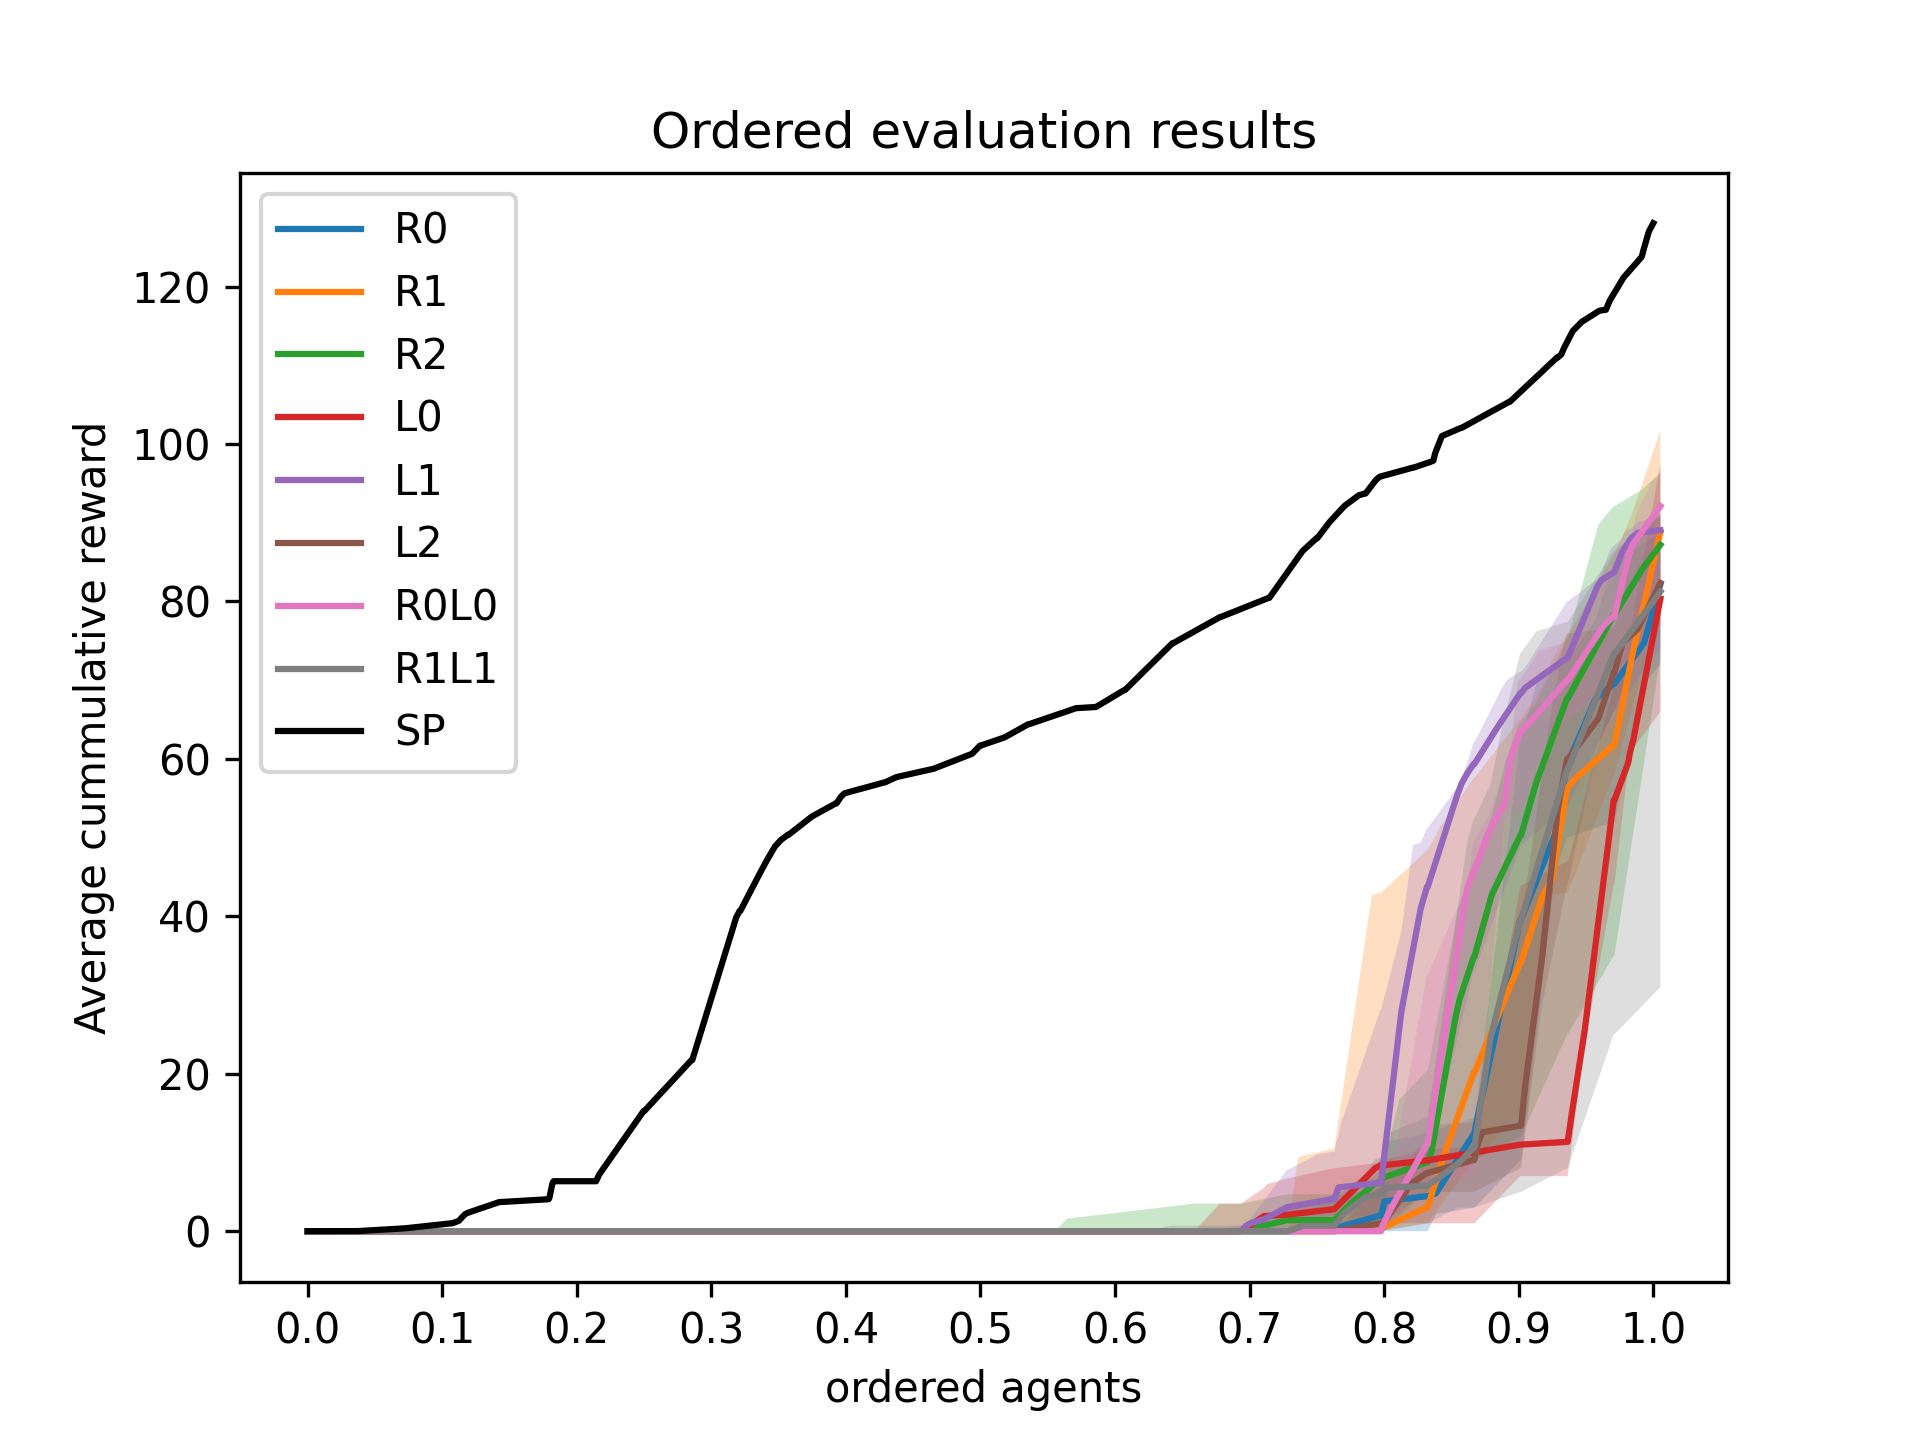 Ordered evaluation results
R0
R1
R2
L0
L1
L2
R0L0
R1L1
SP
Average cummulative reward
120
100
80
60
40
20
0
0.0 0.1 0.2 0.3 0.4 0.5 0.6 0.7 0.8 0.9 1.0
ordered agents